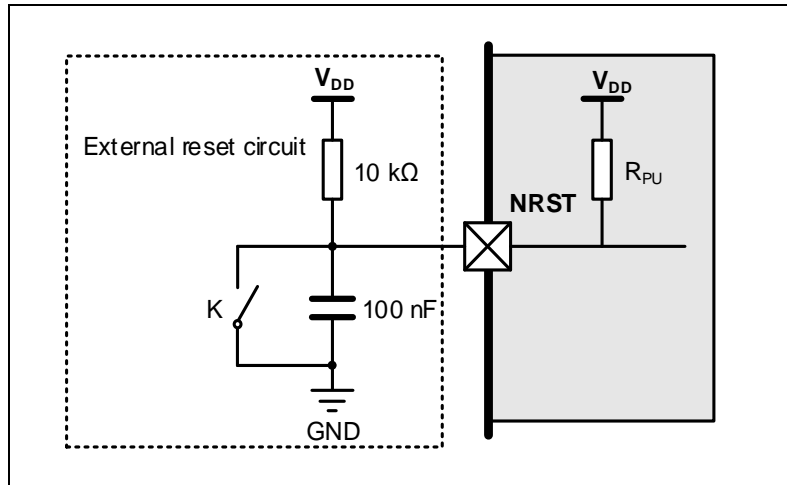 V_DD
External reset circuit
10 kΩ
K
100 nF
GND
NRST
V_DD
R_PU